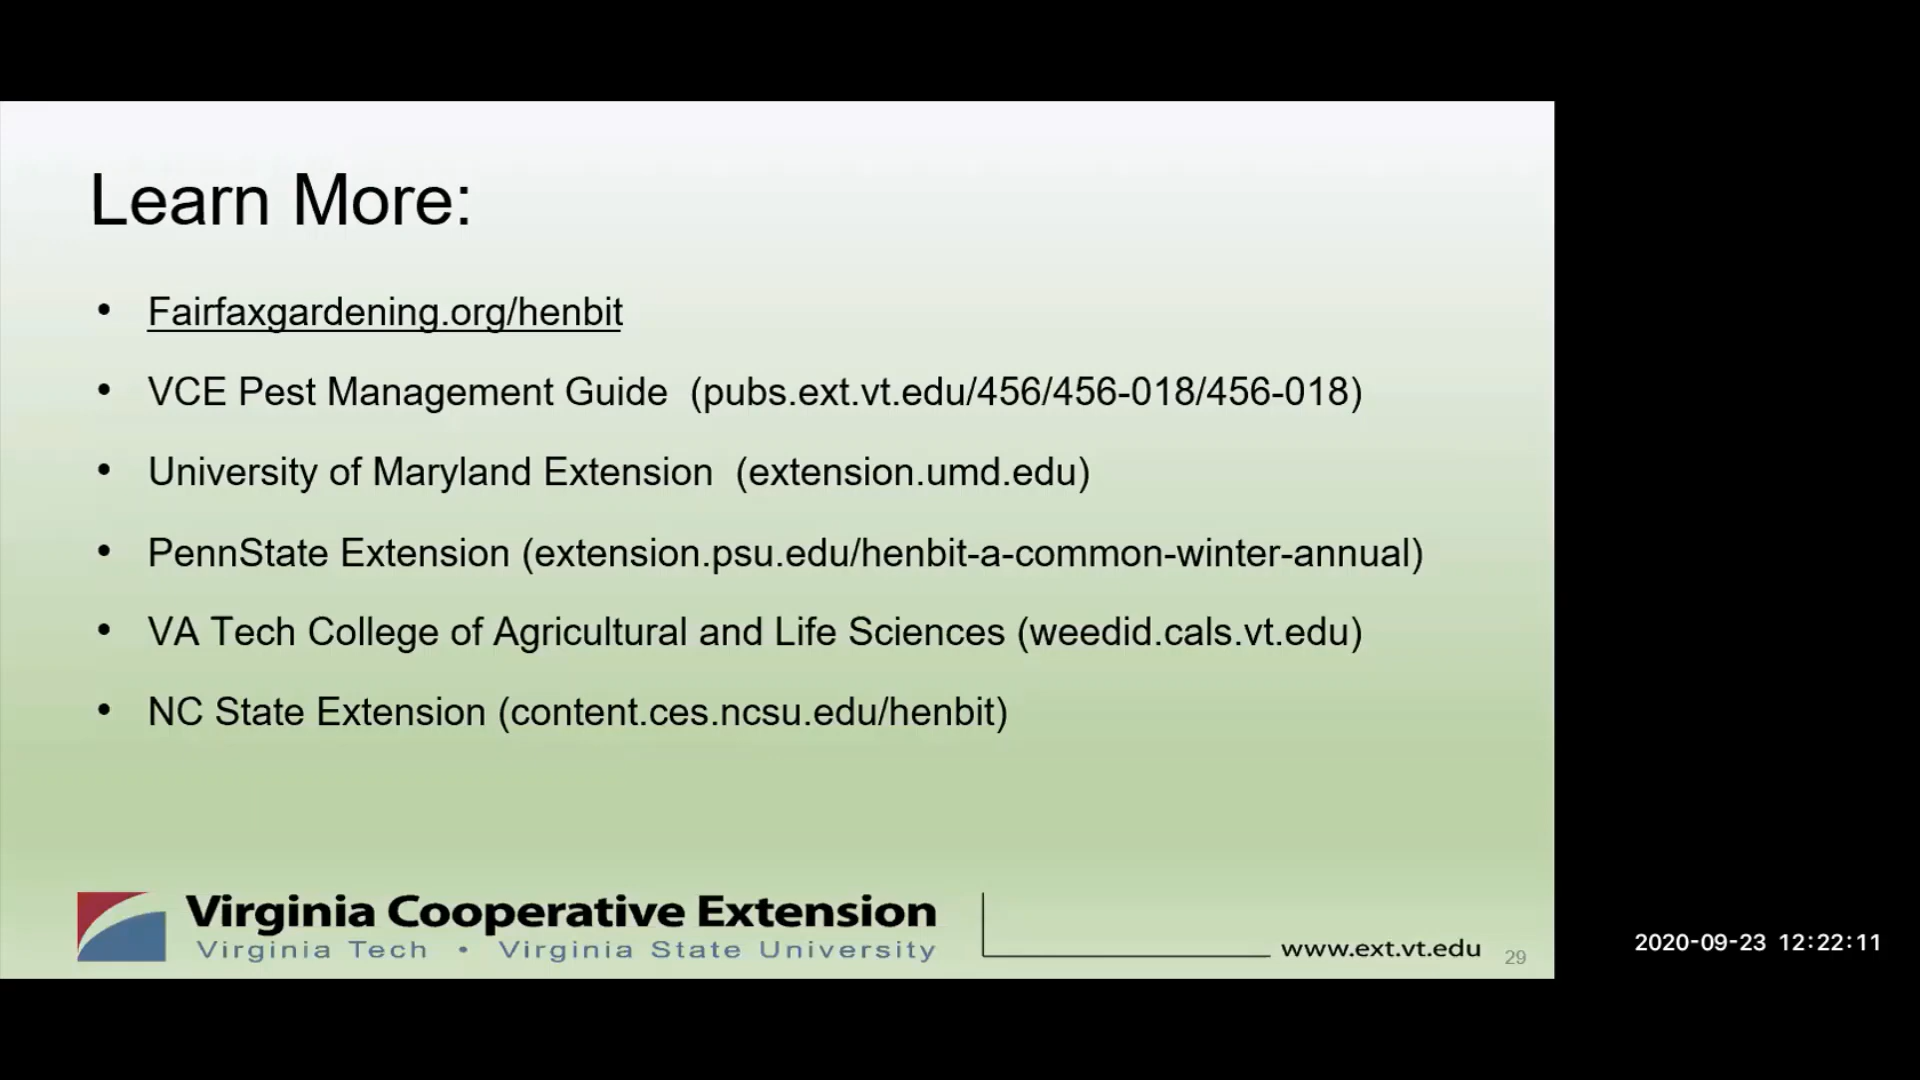 Learn More:
• Fairfaxgardening.org/henbit
• VCE Pest Management Guide (pubs.ext.vt.edu/456/456-018/456-018)
• University of Maryland Extension (extension.umd.edu)
• PennState Extension (extension.psu.edu/henbit-a-common-winter-annual)
• VA Tech College of Agricultural and Life Sciences (weedid.cals.vt.edu)
• NC State Extension (content.ces.ncsu.edu/henbit)
Virginia Cooperative Extension
Virginia Tech • Virginia State University
www.ext.vt.edu
29
2020-09-23 12:22:11